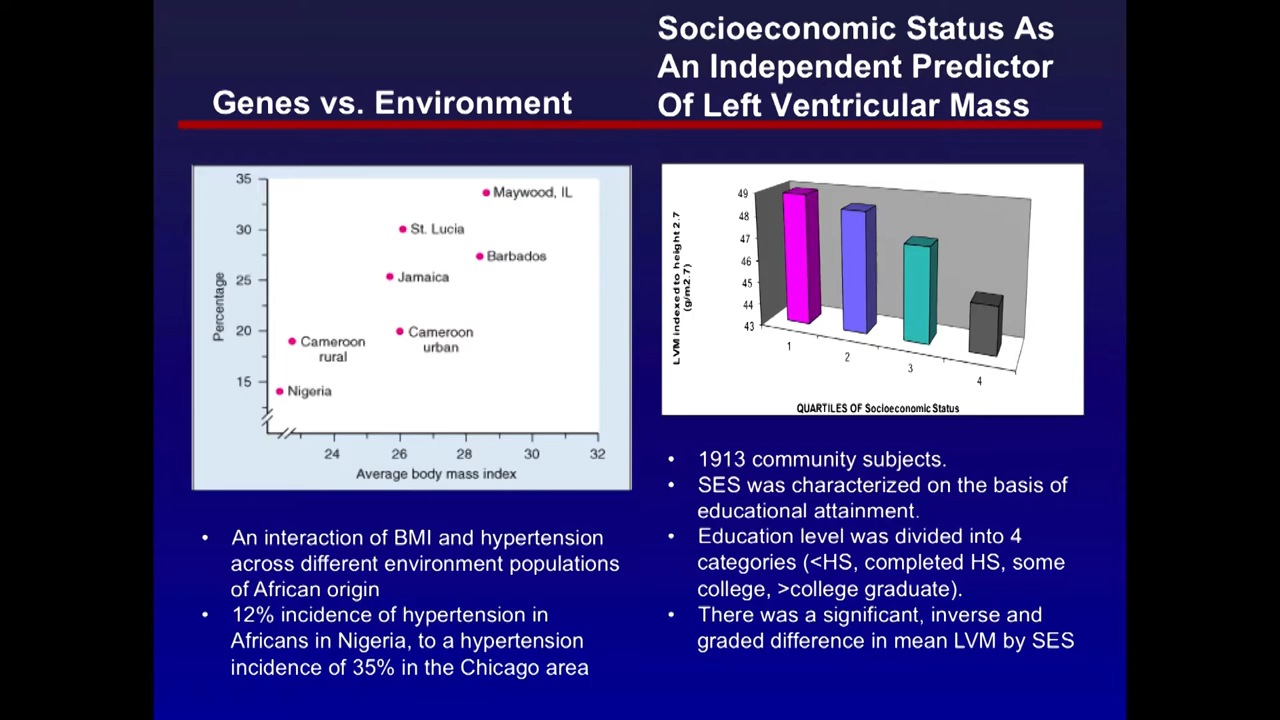 Genes vs. Environment
Socioeconomic Status As
An Independent Predictor
Of Left Ventricular Mass
35
30
25
20
15
Percentage
Maywood, IL
St. Lucia
Barbados
Jamaica
Cameroon
urban
Cameroon
rural
Nigeria
24 26 28 30 32
Average body mass index
• An interaction of BMI and hypertension
across different environment populations
of African origin
• 12% incidence of hypertension in
Africans in Nigeria, to a hypertension
incidence of 35% in the Chicago area
LVM indexed to height 2.7
(g/m2.7)
49
48
47
46
45
44
43
1
2
3
4
QUARTILES OF Socioeconomic Status
• 1913 community subjects.
• SES was characterized on the basis of
educational attainment.
• Education level was divided into 4
categories (<HS, completed HS, some
college, >college graduate).
• There was a significant, inverse and
graded difference in mean LVM by SES